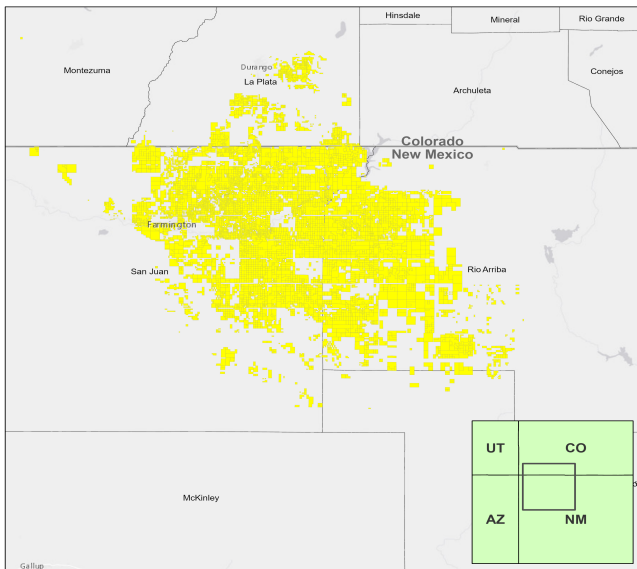 Hinsdale
Mineral
Rio Grande
Montezuma
Durango
La Plata
Conejos
Archuleta
Colorado
New Mexico
Farmington
San Juan
Rio Arriba
UT
CO
AZ
NM
McKinley
Gallup